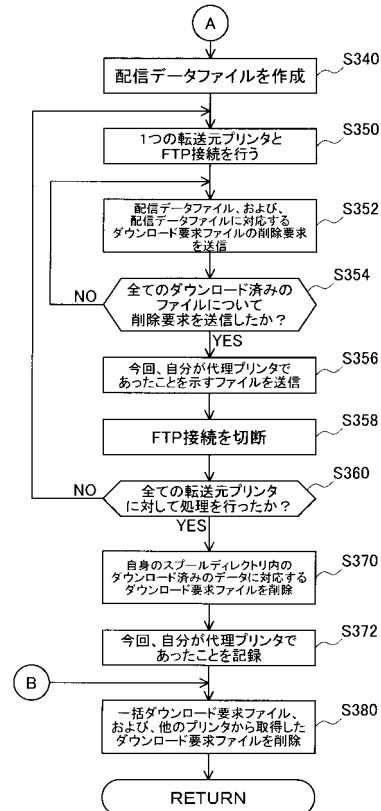 A
S340
配信データファイルを作成
S350
1つの転送元プリンタと
FTP接続を行う
S352
配信データファイル、および、
配信データファイルに対応する
ダウンロード要求ファイルの削除要求
を送信
S354
全てのダウンロード済みの
ファイルについて
削除要求を送信したか？
NO
YES
S356
今回、自分が代理プリンタで
あったことを示すファイルを送信
S358
FTP接続を切断
S360
全ての転送元プリンタ
に対して処理を行ったか？
NO
YES
S370
自身のスプールディレクトリ内の
ダウンロード済みのデータに対応する
ダウンロード要求ファイルを削除
S372
今回、自分が代理プリンタで
あったことを記録
B
S380
一括ダウンロード要求ファイル、
および、他のプリンタから取得した
ダウンロード要求ファイルを削除
RETURN